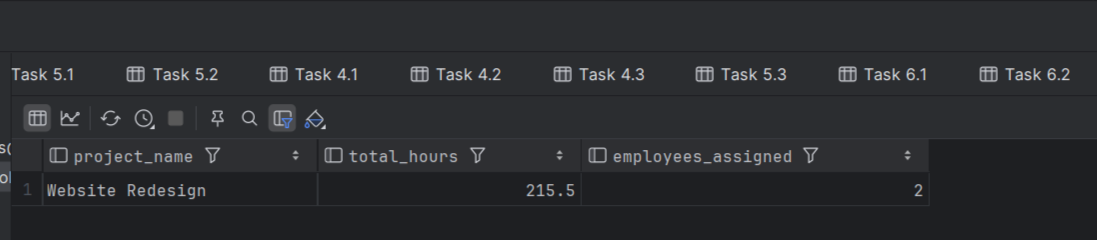 Task 5.1 Task 5.2 Task 4.1 Task 4.2 Task 4.3 Task 5.3 Task 6.1 Task 6.2
project_name total_hours employees_assigned
1 Website Redesign 215.5 2